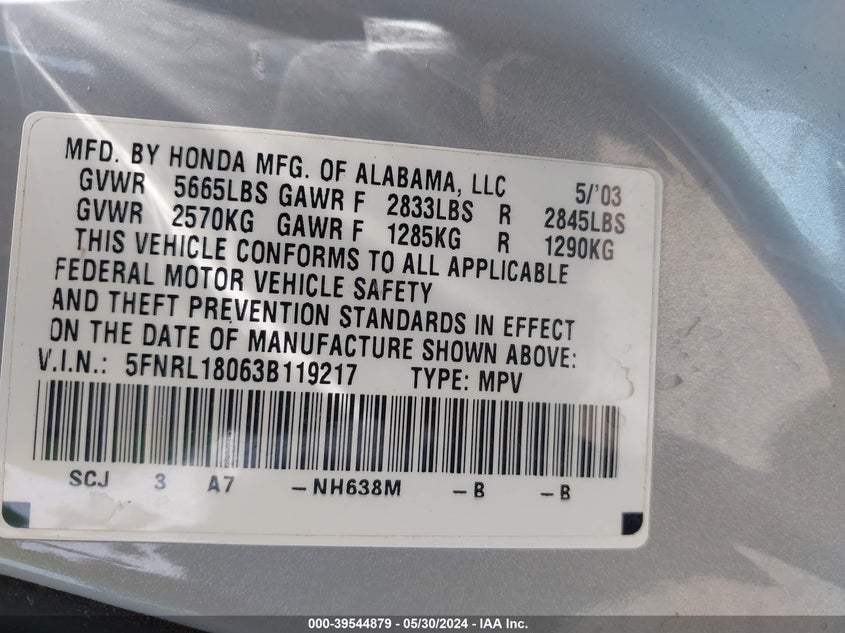 MFD. BY HONDA MFG. OF ALABAMA, LLC 5/'03
GVWR 5665LBS GAWR F 2833LBS R 2845LBS
GVWR 2570KG GAWR F 1285KG R 1290KG
THIS VEHICLE CONFORMS TO ALL APPLICABLE
FEDERAL MOTOR VEHICLE SAFETY
AND THEFT PREVENTION STANDARDS IN EFFECT
ON THE DATE OF MANUFACTURE SHOWN ABOVE:
V.I.N.: 5FNRL18063B119217 TYPE: MPV
SCJ 3 A7 -NH638M -B -B
000-39544879 - 05/30/2024 - IAA Inc.